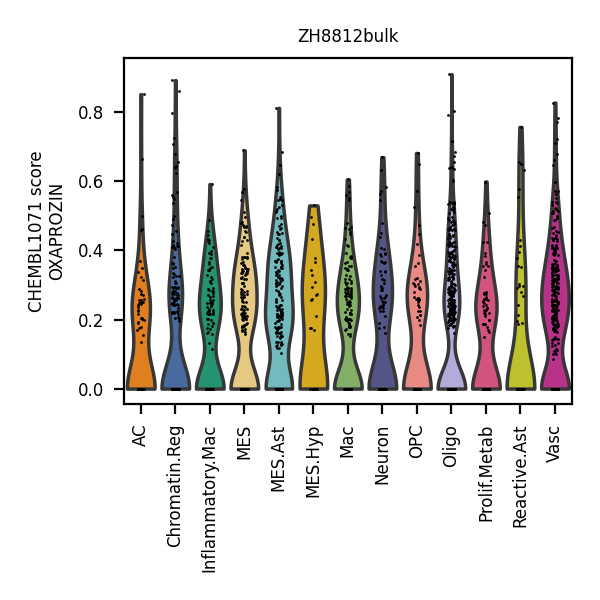 ZH8812bulk
CHEMBL1071 score
OXAPROZIN
0.8
0.6
0.4
0.2
0.0
AC
Chromatin.Reg
Inflammatory.Mac
MES
MES.Ast
MES.Hyp
Mac
Neuron
OPC
Oligo
Prolif.Metab
Reactive.Ast
Vasc